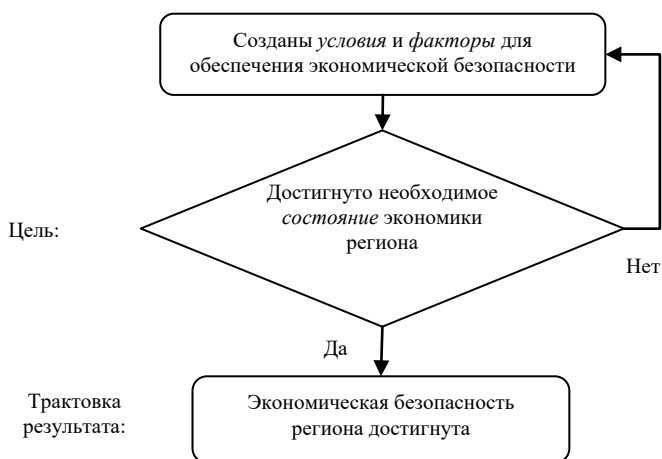 Созданы условия и факторы для
обеспечения экономической безопасности
Достигнуто необходимое
состояние экономики
региона
Цель:
Нет
Да
Трактовка
результата:
Экономическая безопасность
региона достигнута